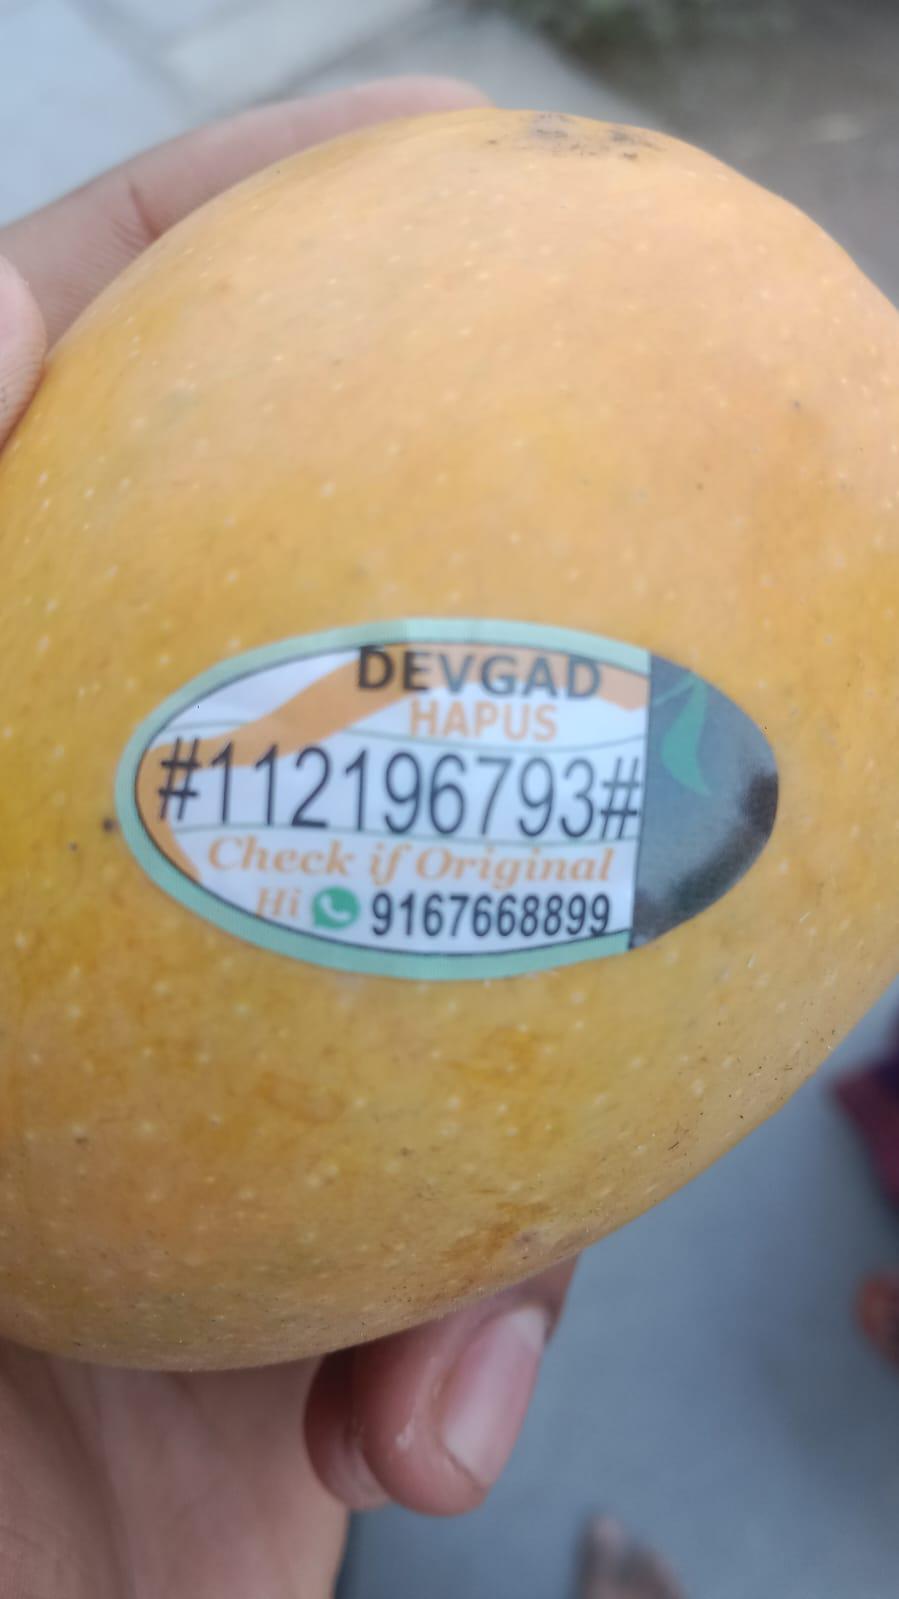 DEVGAD
HAPUS
#112196793#
Check if Original
Hi 9167668899